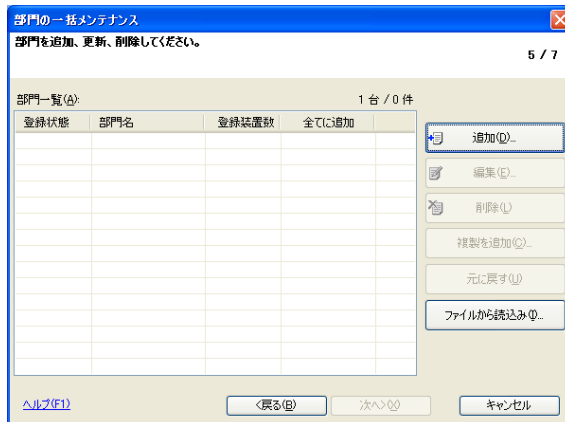 部門の一括メンテナンス
部門を追加、更新、削除してください。
5 / 7
部門一覧(A):
1 台 / 0 件
登録状態 部門名 登録装置数 全てに追加
追加(D)...
編集(E)...
削除(L)
複製を追加(C)...
元に戻す(U)
ファイルから読込み(I)...
ヘルプ(F1)
<戻る(B) 次へ>(X) キャンセル